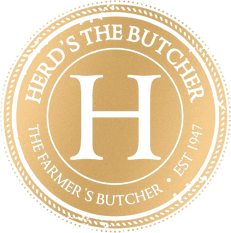 HERD'S THE BUTCHER
H
THE FARMER'S BUTCHER • EST 1947